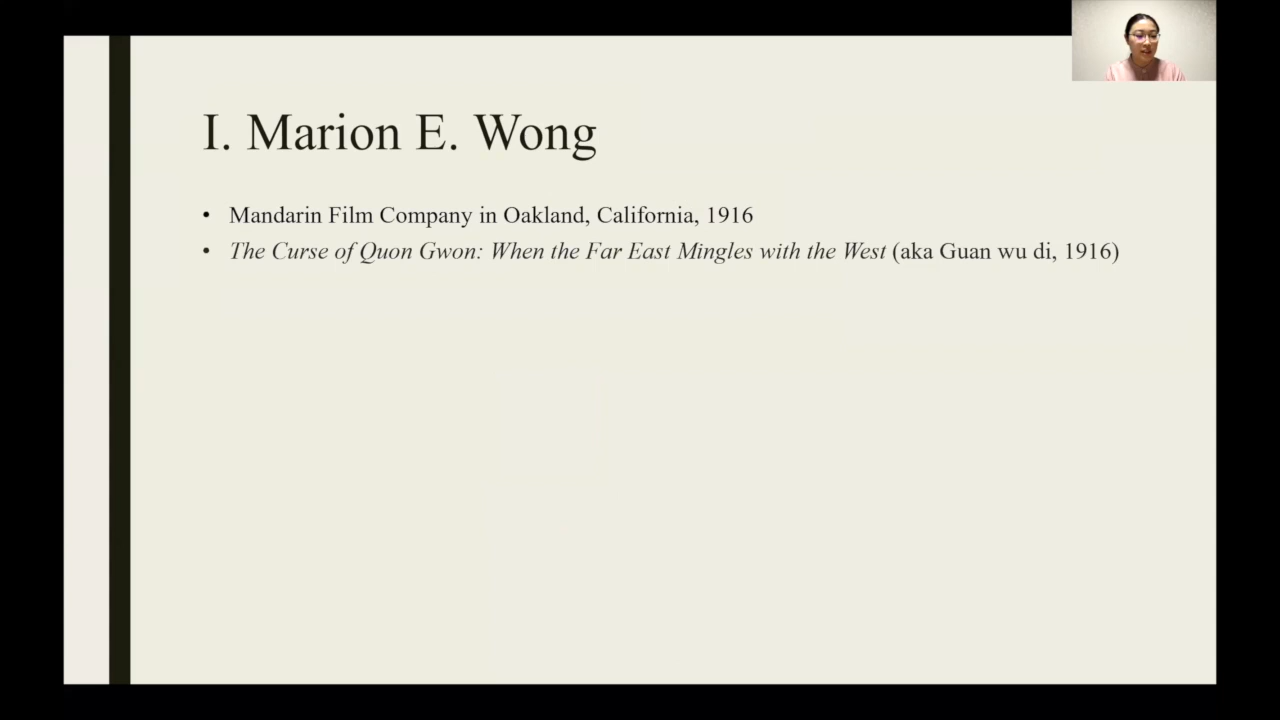 I. Marion E. Wong
• Mandarin Film Company in Oakland, California, 1916
• The Curse of Quon Gwon: When the Far East Mingles with the West (aka Guan wu di, 1916)